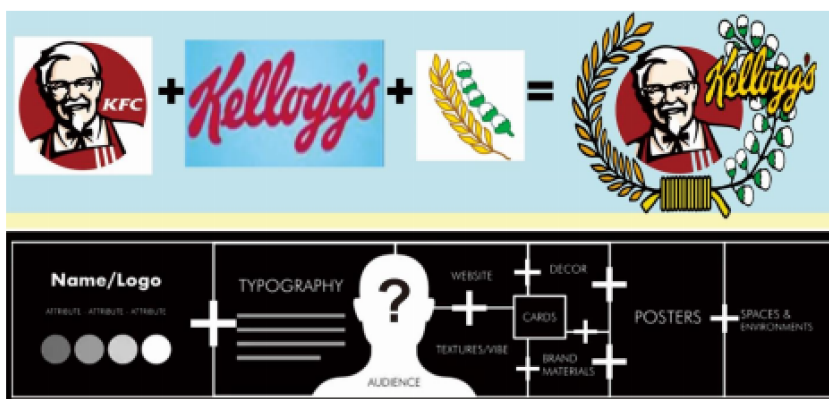 KFC
Kellogg's
Kellogg's
Name/Logo
ATTRIBUTE · ATTRIBUTE · ATTRIBUTE
TYPOGRAPHY
?
AUDIENCE
WEBSITE
TEXTURES/VIBE
DECOR
CARDS
BRAND
MATERIALS
POSTERS
SPACES &
ENVIRONMENTS